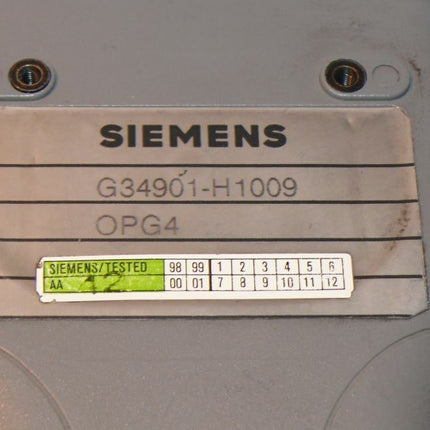 SIEMENS
G34901-H1009
OPG4
SIEMENS/TESTED 98 99 1 2 3 4 5 6
AA 12 00 01 7 8 9 10 11 12